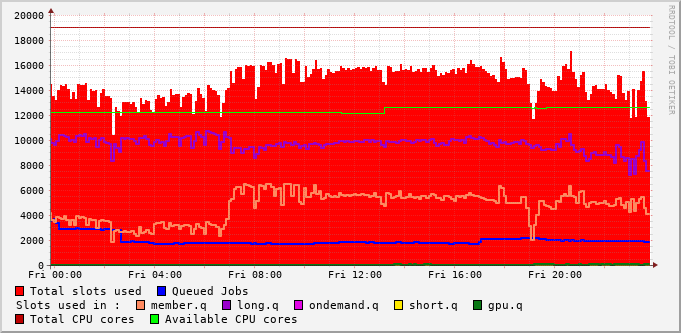 20000
18000
16000
14000
12000
10000
8000
6000
4000
2000
0
Fri 00:00 Fri 04:00 Fri 08:00 Fri 12:00 Fri 16:00 Fri 20:00
Total slots used Queued Jobs
Slots used in : member.q long.q ondemand.q short.q gpu.q
Total CPU cores Available CPU cores
RRDTOOL / TOBI OETIKER